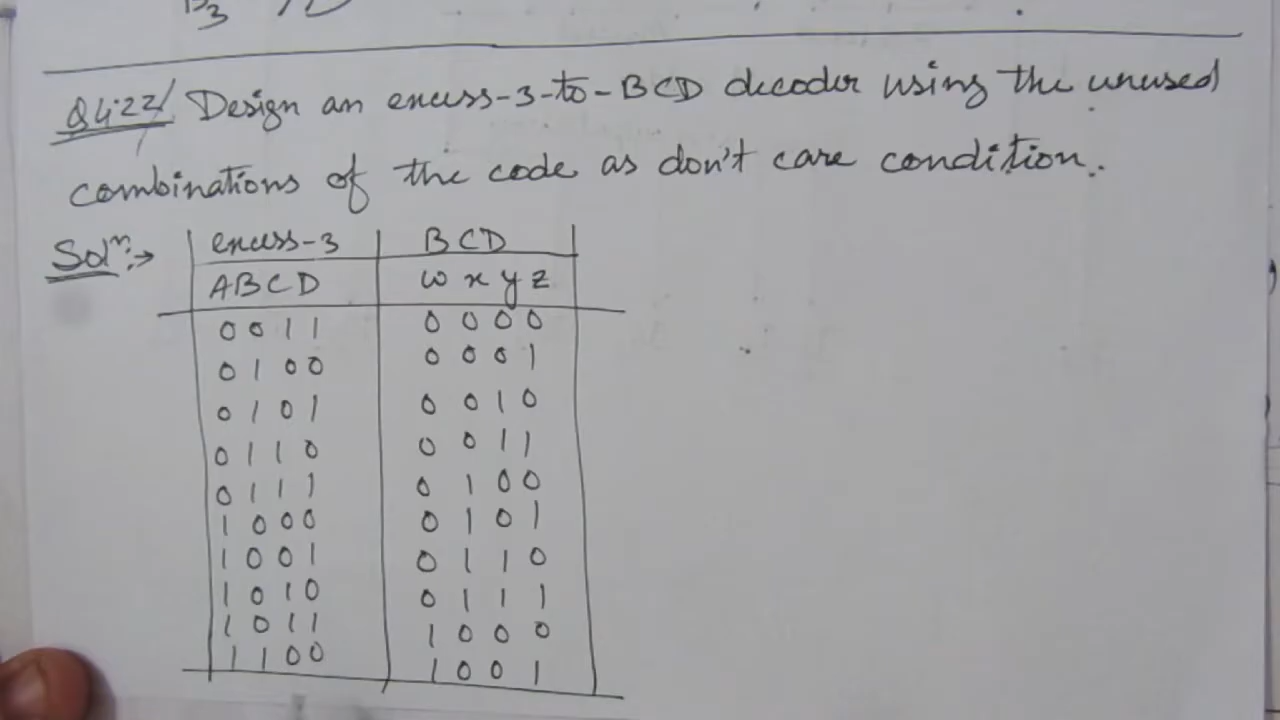 Q4.22/ Design an excess-3-to-BCD decoder using the unused
combinations of the code as don't care condition.
Solⁿ:→
excess-3 BCD
ABCD w x y z
0011 0000
0100 0001
0101 0010
0110 0011
0111 0100
1000 0101
1001 0110
1010 0111
1011 1000
1100 1001